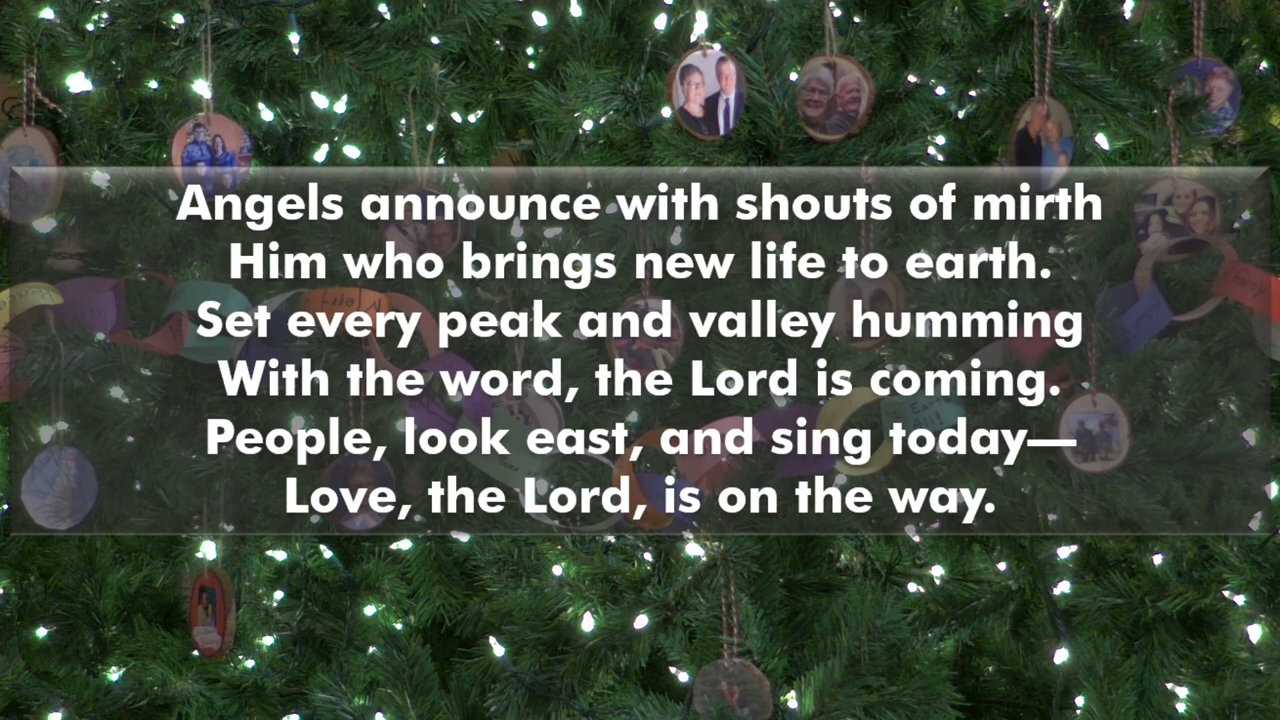 Angels announce with shouts of mirth
Him who brings new life to earth.
Set every peak and valley humming
With the word, the Lord is coming.
People, look east, and sing today—
Love, the Lord, is on the way.